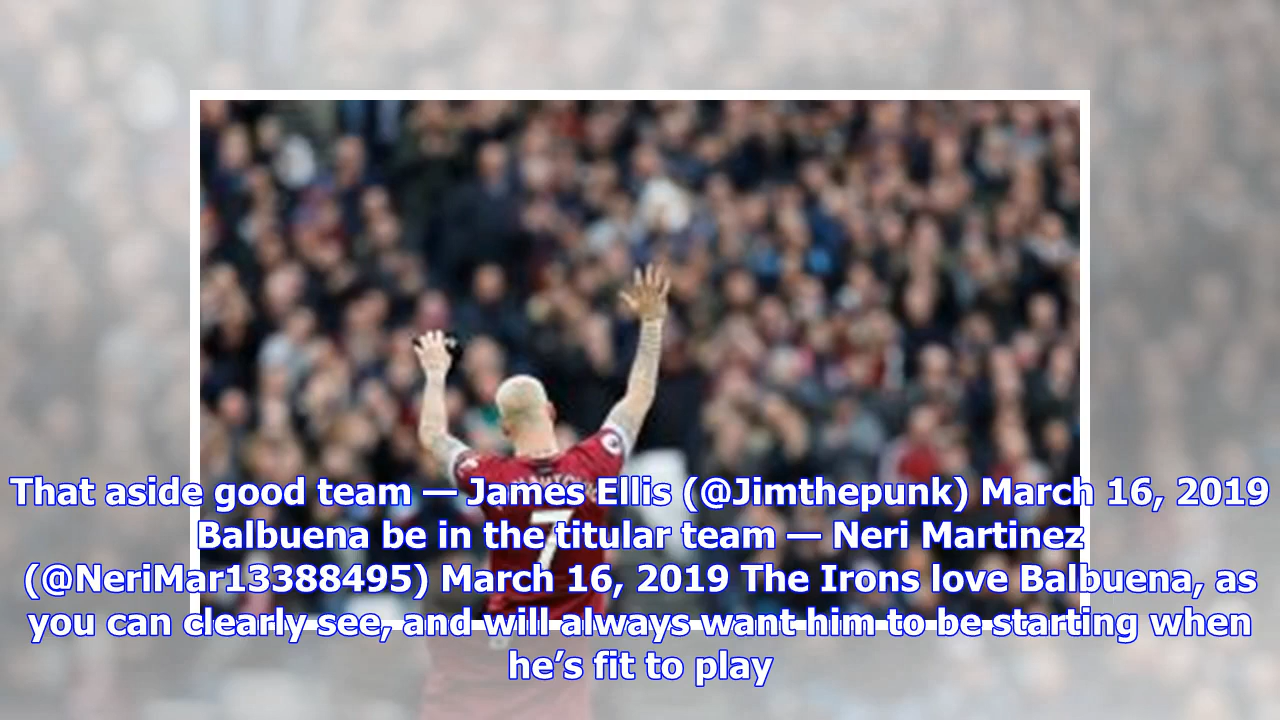 7
That aside good team — James Ellis (@Jimthepunk) March 16, 2019
Balbuena be in the titular team — Neri Martinez
(@NeriMar13388495) March 16, 2019 The Irons love Balbuena, as
you can clearly see, and will always want him to be starting when
he’s fit to play